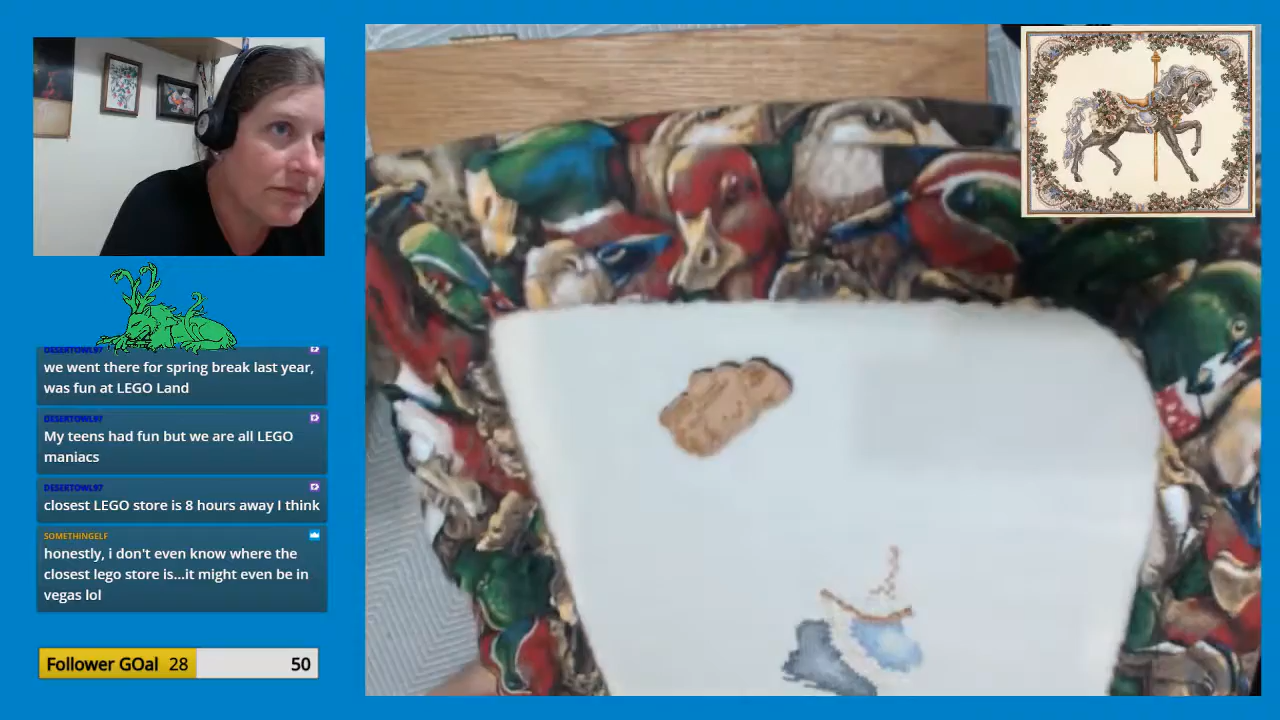 DESERTOWL97
we went there for spring break last year,
was fun at LEGO Land
DESERTOWL97
My teens had fun but we are all LEGO
maniacs
DESERTOWL97
closest LEGO store is 8 hours away I think
SOMETHINGELF
honestly, i don't even know where the
closest lego store is...it might even be in
vegas lol
Follower GOal 28 50